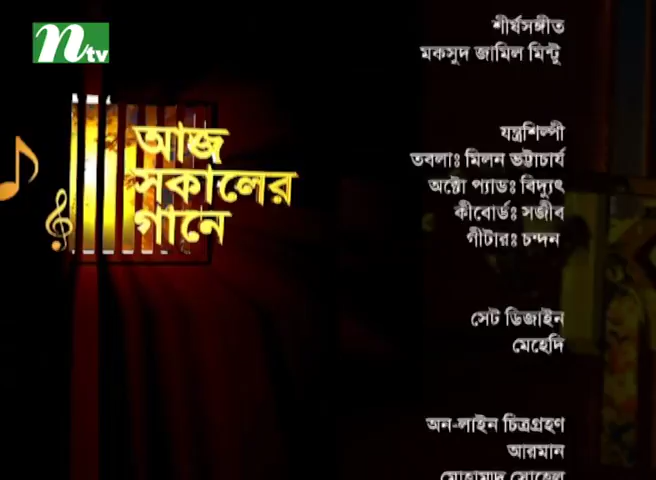 ntv
আজ
সকালের
গানে
শীর্ষসঙ্গীত
মকসুদ জামিল মিন্টু
যন্ত্রশিল্পী
তবলাঃ মিলন ভট্টাচার্য
অক্টো প্যাডঃ বিদ্যুৎ
কীবোর্ডঃ সজীব
গীটারঃ চন্দন
সেট ডিজাইন
মেহেদি
অন-লাইন চিত্রগ্রহণ
আরমান
মোহাম্মদ সোহেল